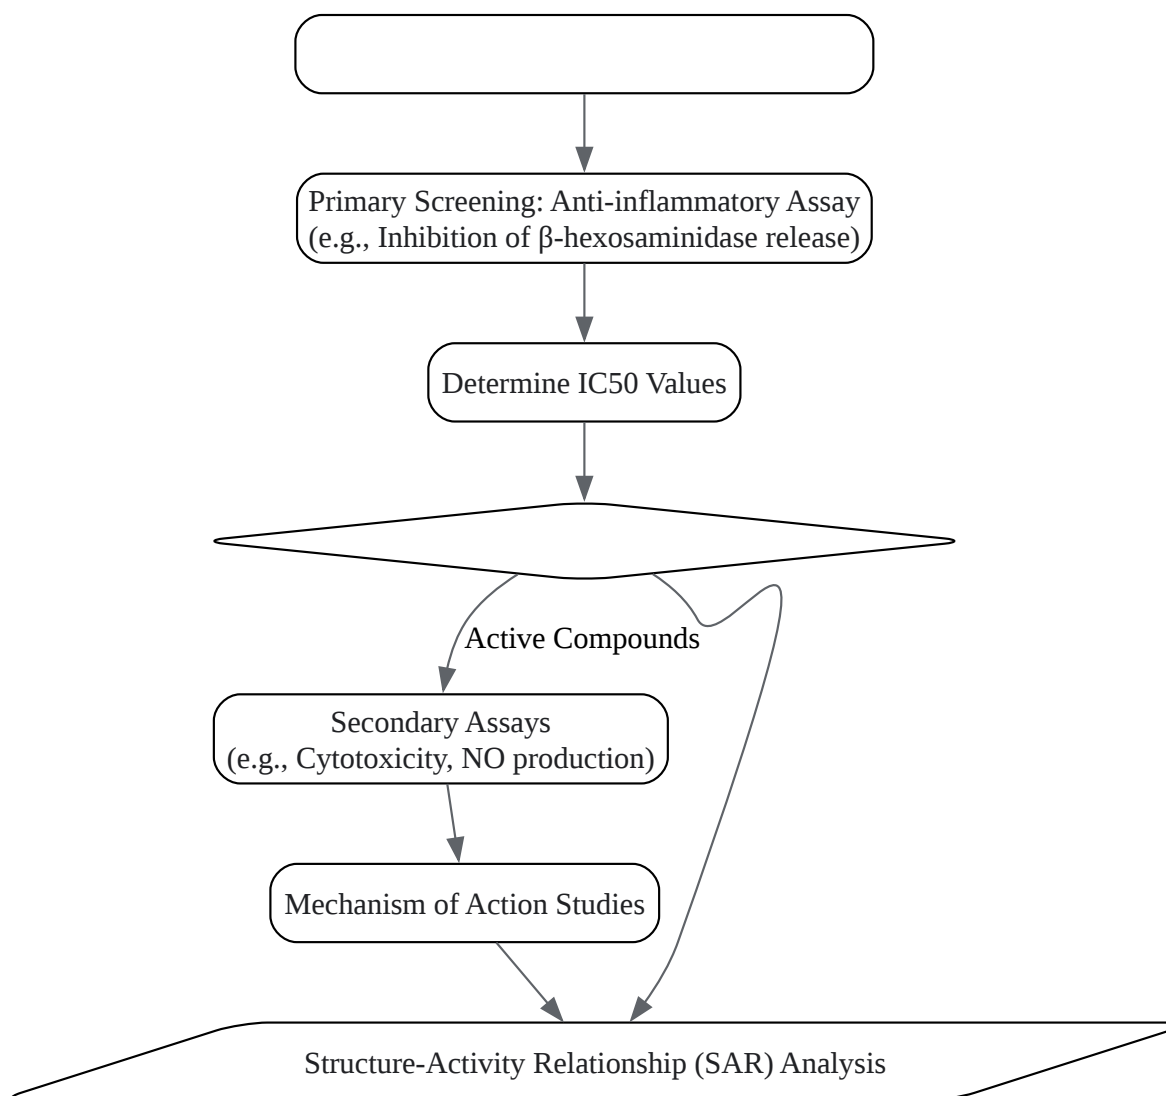 Primary Screening: Anti-inflammatory Assay
(e.g., Inhibition of β-hexosaminidase release)
Determine IC50 Values
Active Compounds
Secondary Assays
(e.g., Cytotoxicity, NO production)
Mechanism of Action Studies
Structure-Activity Relationship (SAR) Analysis